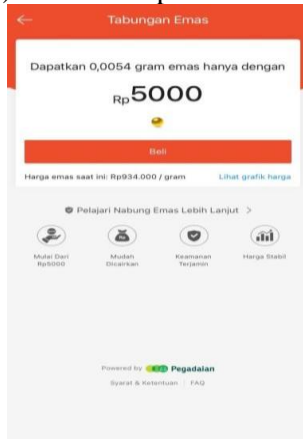 Tabungan Emas
Dapatkan 0,0054 gram emas hanya dengan
Rp5000
Beli
Harga emas saat ini: Rp934.000 / gram Lihat grafik harga
Pelajari Nabung Emas Lebih Lanjut >
Mulai Dari
Rp5000
Mudah
Dicairkan
Keamanan
Terjamin
Harga Stabil
Powered by Pegadaian
Syarat & Ketentuan | FAQ